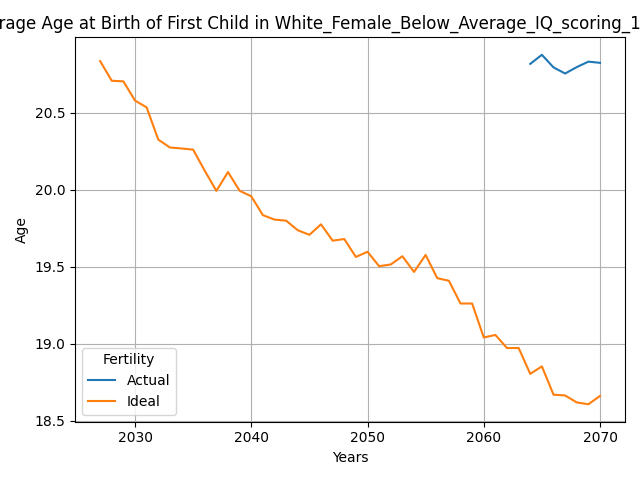 Age at Birth of First Child in White_Female_Below_Average_IQ_scoring_1
20.5
20.0
19.5
19.0
18.5
Age
Fertility
Actual
Ideal
2030 2040 2050 2060 2070
Years